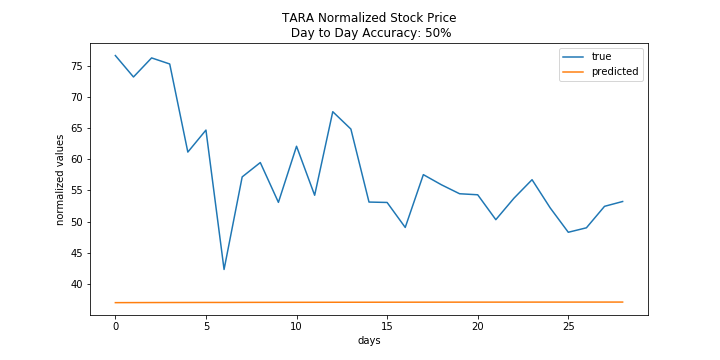 TARA Normalized Stock Price
Day to Day Accuracy: 50%
true
predicted
75
70
65
60
55
50
45
40
normalized values
0 5 10 15 20 25
days